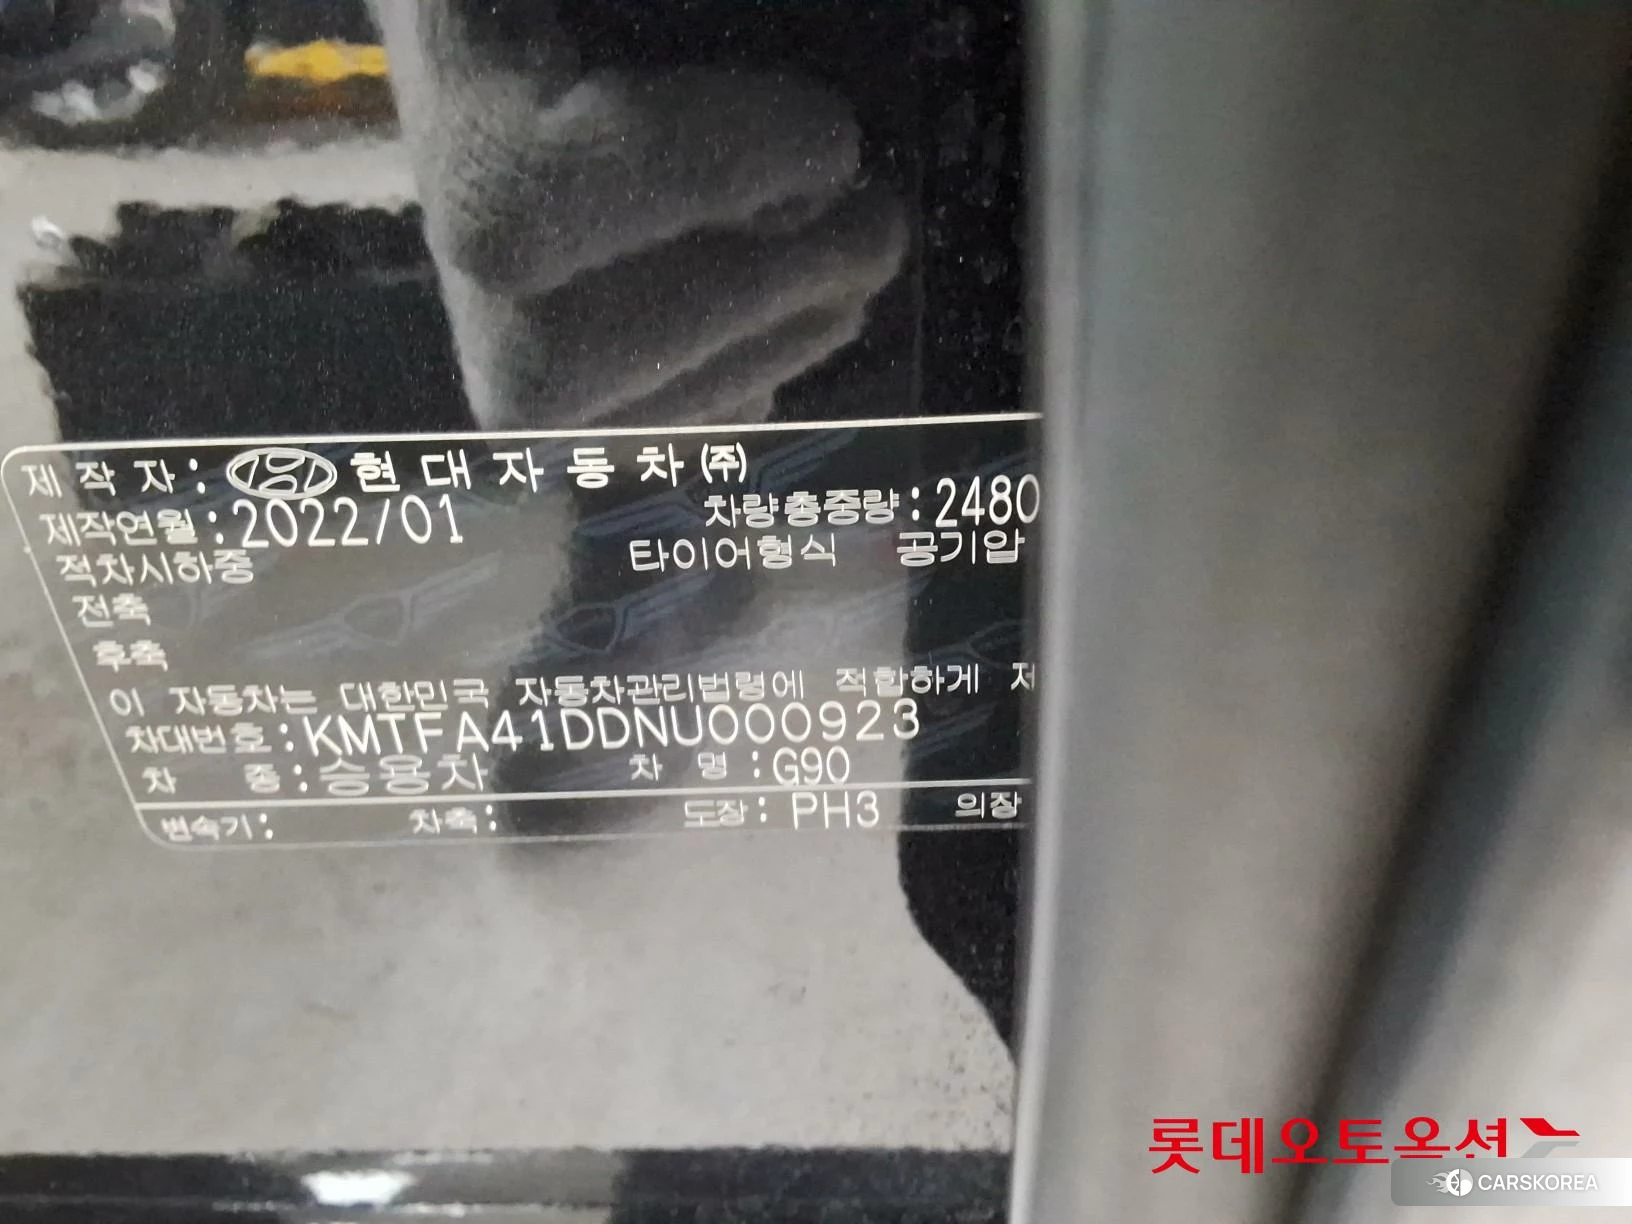 제 작 자 : 현 대 자 동 차 (주)
제작연월 : 2022/01 차량총중량 : 2480
적차시하중 타이어형식 공기압
전축
후축
이 자동차는 대한민국 자동차관리법령에 적합하게 제
차대번호 : KMTFA41DDNU000923
차 종 : 승용차 차 명 : G90
변속기 : 차축 : 도장 : PH3 의장
롯데오토옥션
CARSKOREA